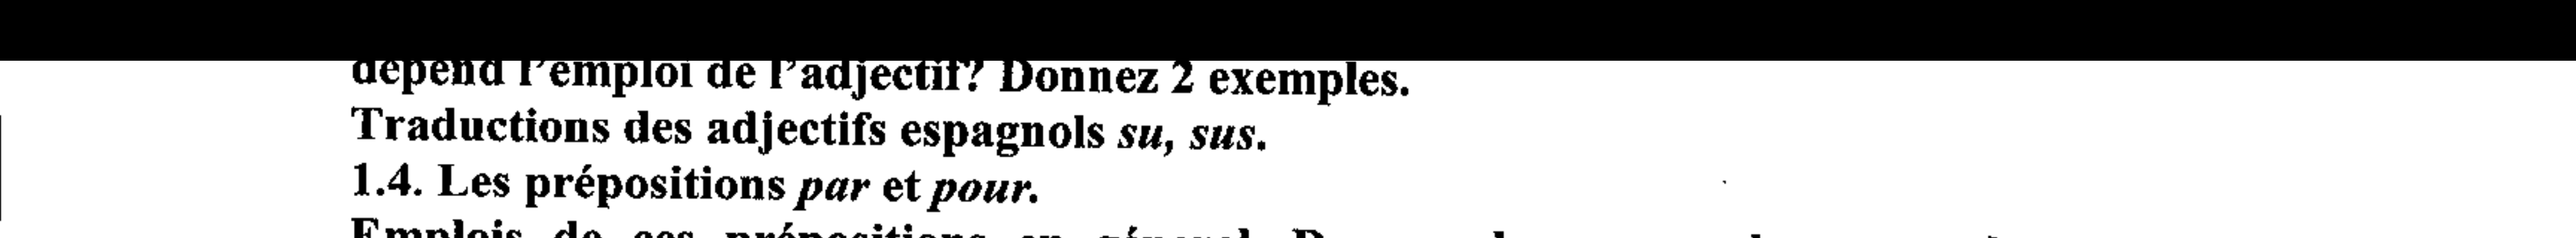 dépend l'emploi de l'adjectif? Donnez 2 exemples.
Traductions des adjectifs espagnols su, sus.
1.4. Les prépositions par et pour.
Emplois de ces prépositions en général.